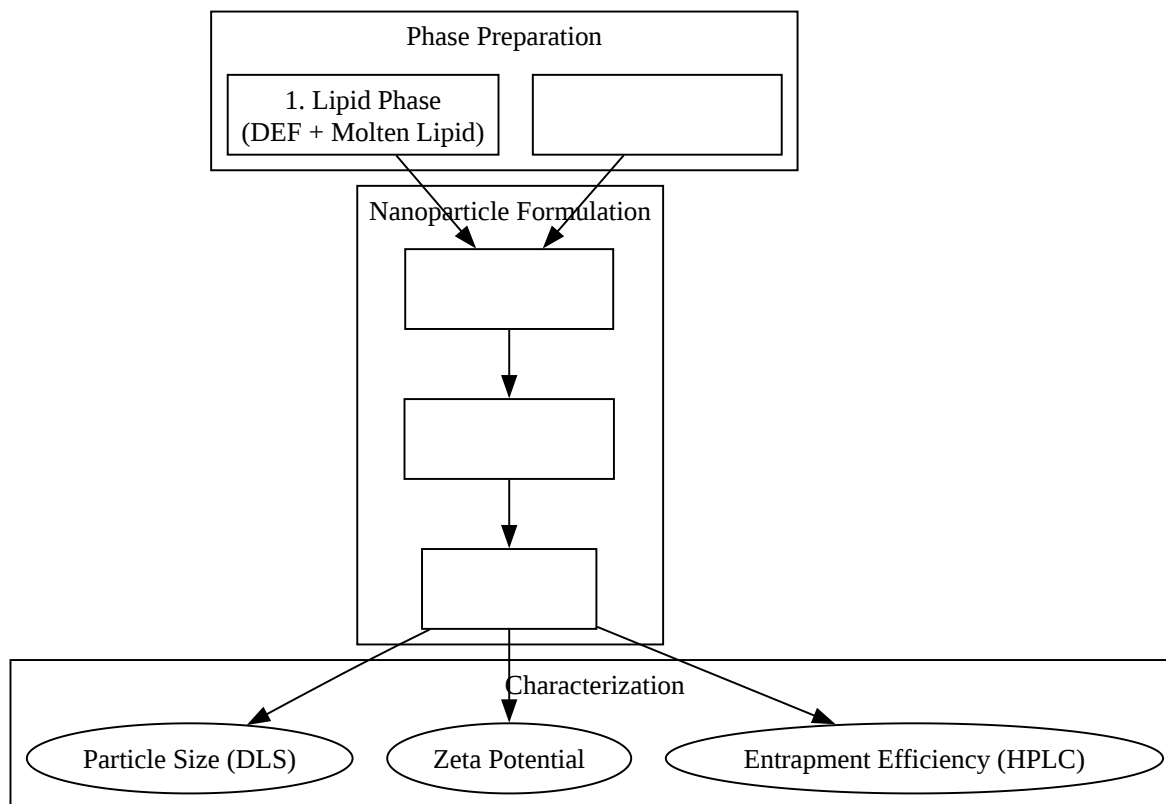 Phase Preparation
1. Lipid Phase
(DEF + Molten Lipid)
Nanoparticle Formulation
Characterization
Particle Size (DLS)
Zeta Potential
Entrapment Efficiency (HPLC)